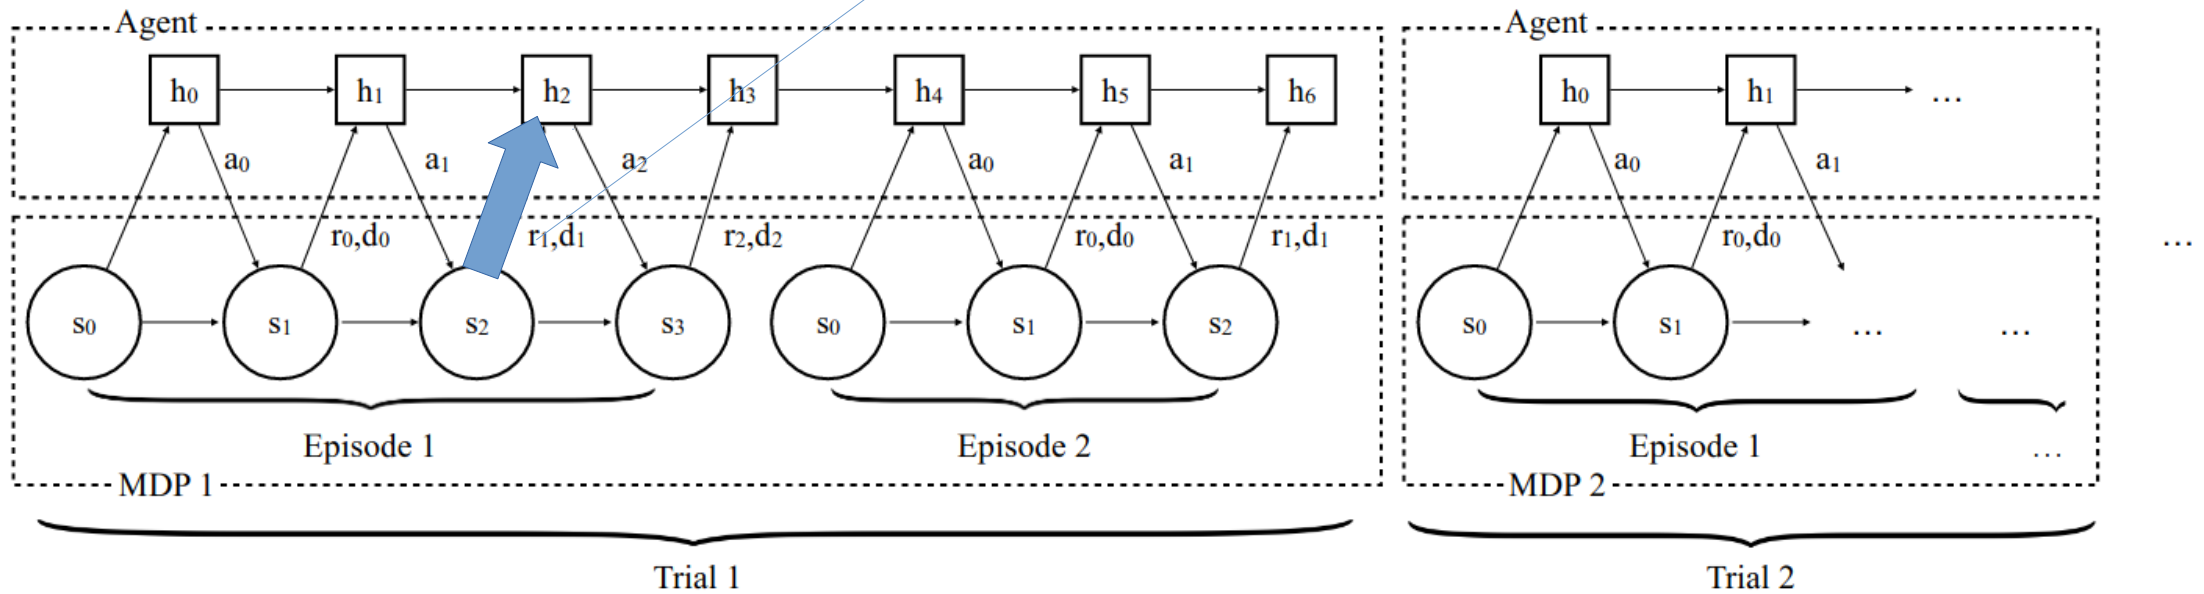 Agent Agent
h0 h1 h2 h3 h4 h5 h6 h0 h1 ...
a0 a1 a2 a0 a1 a0 a1
r0,d0 r1,d1 r2,d2 r0,d0 r1,d1 r0,d0 ...
s0 s1 s2 s3 s0 s1 s2 s0 s1 ... ...
Episode 1 Episode 2 Episode 1 ...
MDP 1 MDP 2
Trial 1 Trial 2